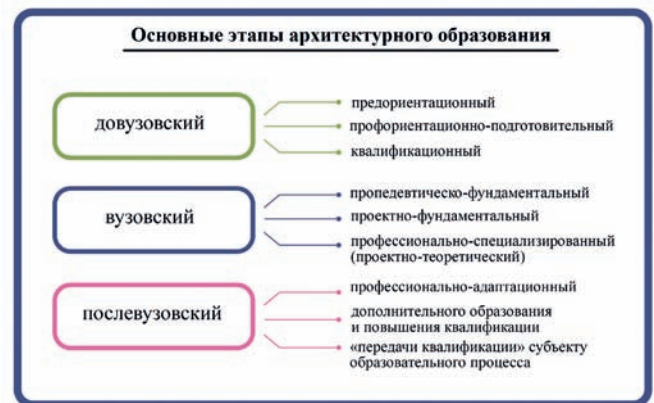 Основные этапы архитектурного образования
довузовский
предориентационный
профориентационно-подготовительный
квалификационный
вузовский
пропедевтическо-фундаментальный
проектно-фундаментальный
профессионально-специализированный
(проектно-теоретический)
послевузовский
профессионально-адаптационный
дополнительного образования
и повышения квалификации
«передачи квалификации» субъекту
образовательного процесса